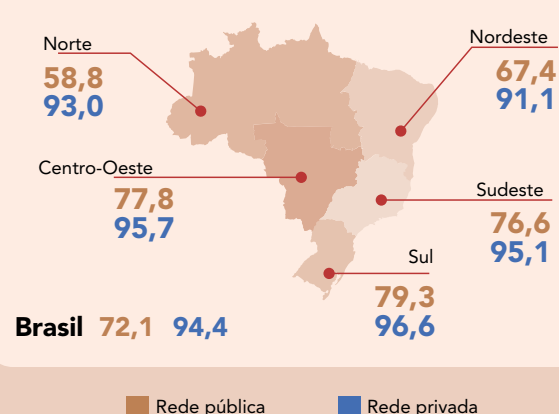 Norte
58,8
93,0
Nordeste
67,4
91,1
Centro-Oeste
77,8
95,7
Sudeste
76,6
95,1
Sul
79,3
96,6
Brasil 72,1 94,4
Rede pública Rede privada